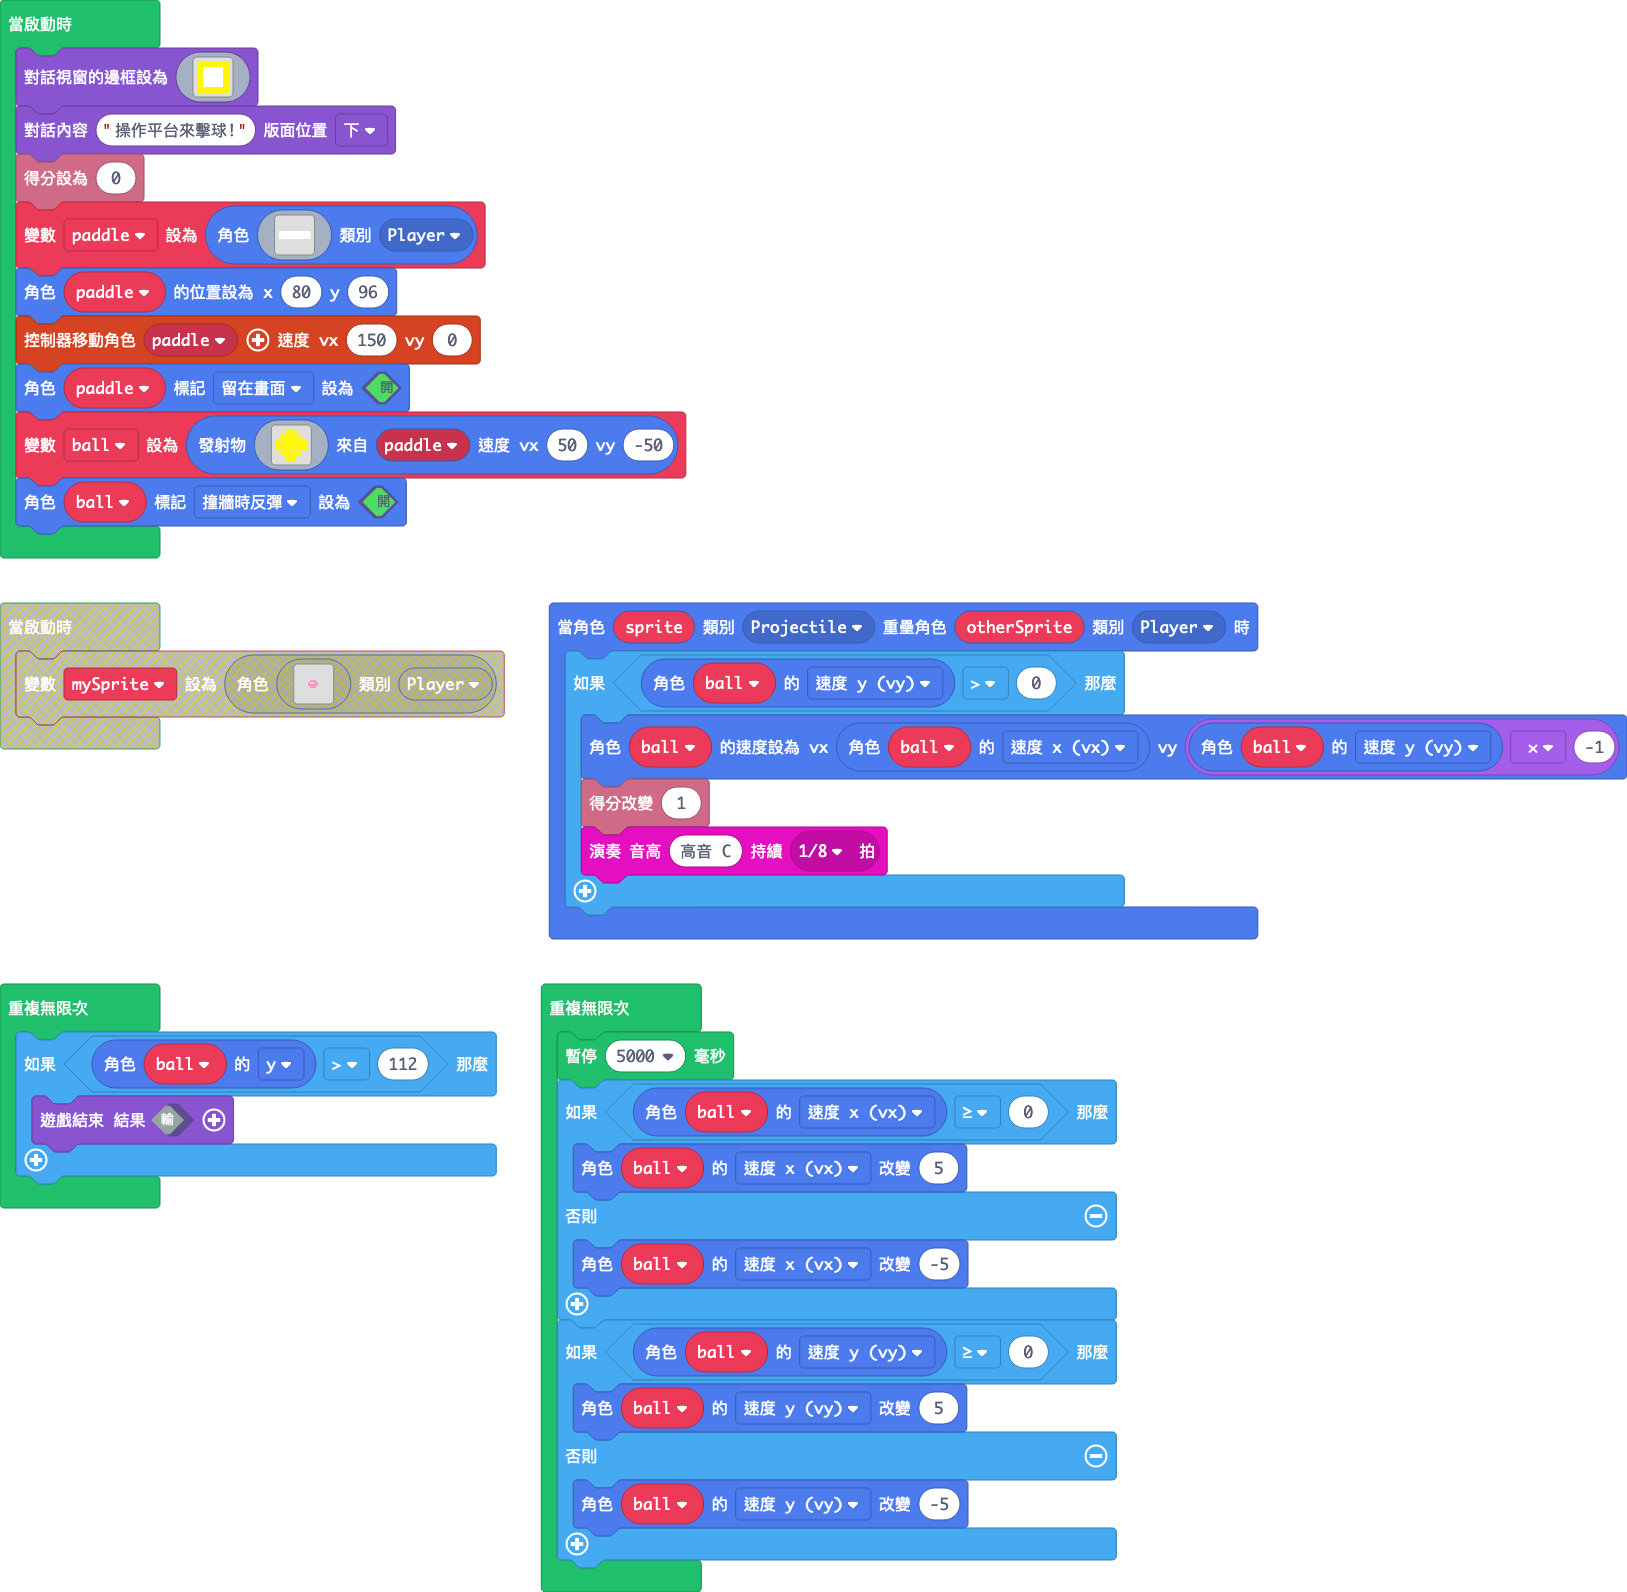 當啟動時
對話視窗的邊框設為
對話內容 " 操作平台來擊球!" 版面位置 下
得分設為 0
變數 paddle 設為 角色 類別 Player
角色 paddle 的位置設為 x 80 y 96
控制器移動角色 paddle 速度 vx 150 vy 0
角色 paddle 標記 留在畫面 設為 開
變數 ball 設為 發射物 來自 paddle 速度 vx 50 vy -50
角色 ball 標記 撞牆時反彈 設為 開
當啟動時
變數 mySprite 設為 角色 類別 Player
當角色 sprite 類別 Projectile 重疊角色 otherSprite 類別 Player 時
如果 角色 ball 的 速度 y (vy) > 0 那麼
角色 ball 的速度設為 vx 角色 ball 的 速度 x (vx) vy 角色 ball 的 速度 y (vy) × -1
得分改變 1
演奏 音高 高音 C 持續 1/8 拍
重複無限次
如果 角色 ball 的 y > 112 那麼
遊戲結束 結果 輸
重複無限次
暫停 5000 毫秒
如果 角色 ball 的 速度 x (vx) ≥ 0 那麼
角色 ball 的 速度 x (vx) 改變 5
否則
角色 ball 的 速度 x (vx) 改變 -5
如果 角色 ball 的 速度 y (vy) ≥ 0 那麼
角色 ball 的 速度 y (vy) 改變 5
否則
角色 ball 的 速度 y (vy) 改變 -5